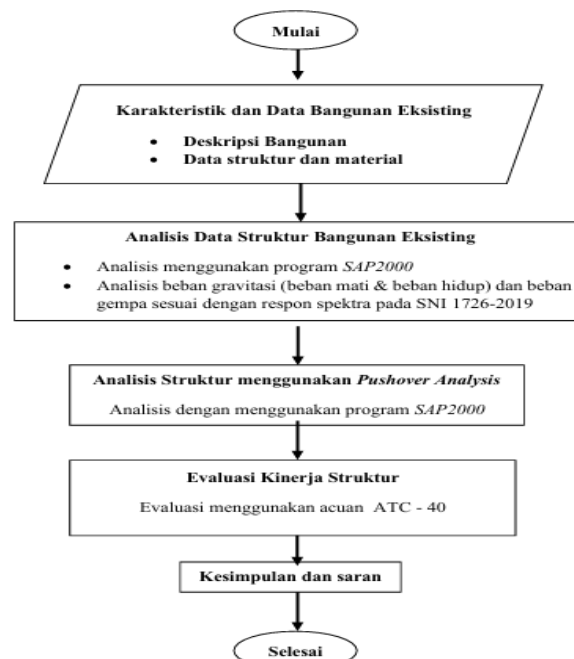 Mulai
Karakteristik dan Data Bangunan Eksisting
• Deskripsi Bangunan
• Data struktur dan material
Analisis Data Struktur Bangunan Eksisting
• Analisis menggunakan program SAP2000
• Analisis beban gravitasi (beban mati & beban hidup) dan beban
gempa sesuai dengan respon spektra pada SNI 1726-2019
Analisis Struktur menggunakan Pushover Analysis
Analisis dengan menggunakan program SAP2000
Evaluasi Kinerja Struktur
Evaluasi menggunakan acuan ATC - 40
Kesimpulan dan saran
Selesai